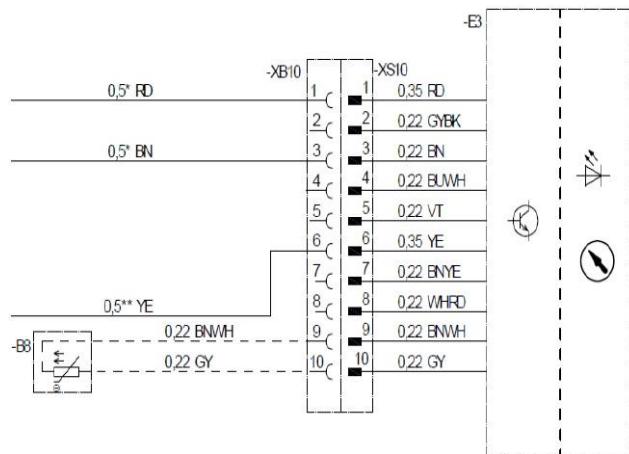 -E3
-XB10 -XS10
0,5* RD 1 1 0,35 RD
2 2 0,22 GYBK
0,5* BN 3 3 0,22 BN
4 4 0,22 BUWH
5 5 0,22 VT
6 6 0,35 YE
7 7 0,22 BNYE
0,5** YE 8 8 0,22 WHRD
-B8 0,22 BNWH 9 9 0,22 BNWH
0,22 GY 10 10 0,22 GY